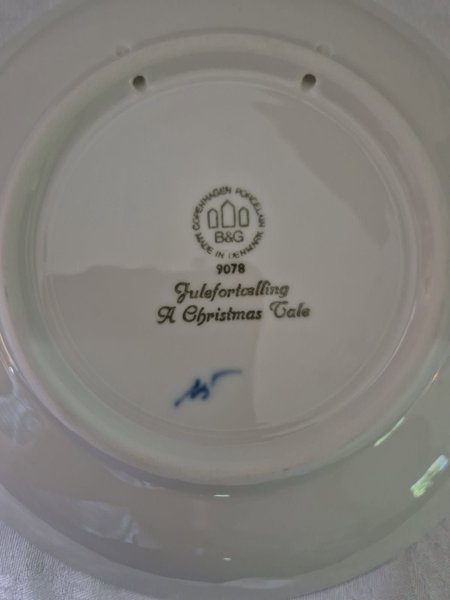 COPENHAGEN PORCELAIN
B&G
MADE IN DENMARK
9078
Julefortælling
A Christmas Tale